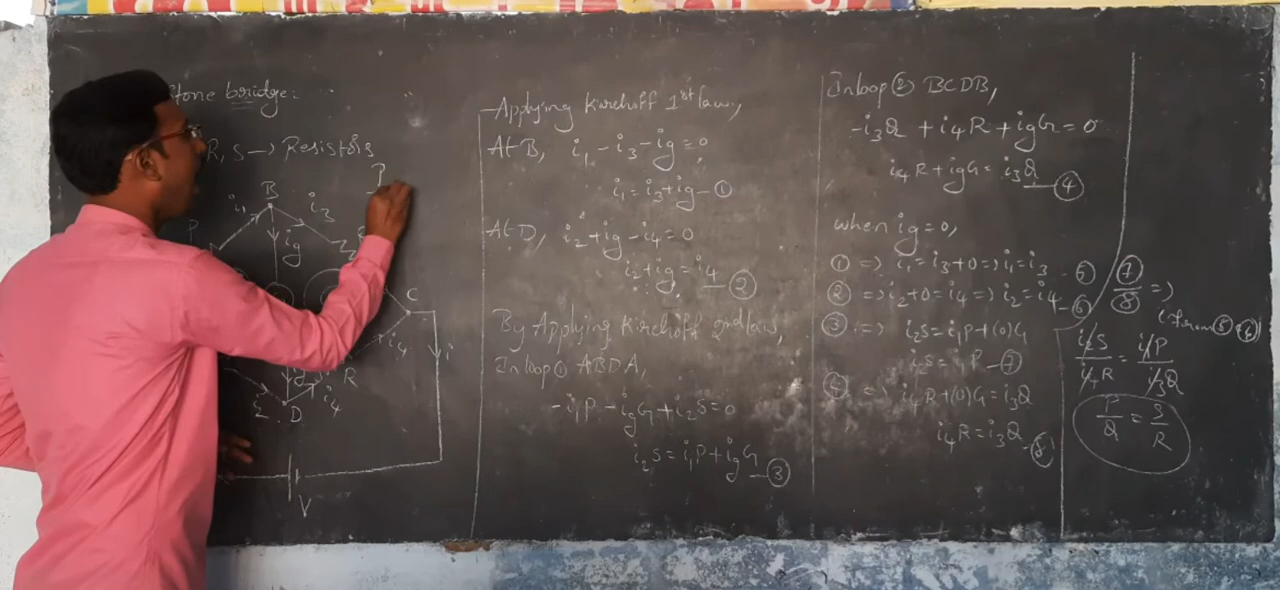 tone bridge:
R, S → Resistors
P
B
i₁
i₃
P
ig
C
i₄
i
R
i₄
D
V
Applying Kirchoff 1st law,
At B, i₁ - i₃ - ig = 0
i₁ = i₃ + ig - ①
At D, i₂ + ig - i₄ = 0
i₂ + ig = i₄ - ②
By Applying Kirchoff 2nd law,
In loop ① ABDA,
-i₁P - igG + i₂S = 0
i₂S = i₁P + igG - ③
In loop ② BCDB,
-i₃Q + i₄R + igG = 0
i₄R + igG = i₃Q - ④
when ig = 0,
① => i₁ = i₃ + 0 => i₁ = i₃ - ⑤
② => i₂ + 0 = i₄ => i₂ = i₄ - ⑥
③ => i₂S = i₁P + (0)G
i₂S = i₁P - ⑦
④ => i₄R + (0)G = i₃Q
i₄R = i₃Q - ⑧
⑦/⑧ =>
(from ⑤ & ⑥)
i₂S/i₄R = i₁P/i₃Q
P/Q = S/R